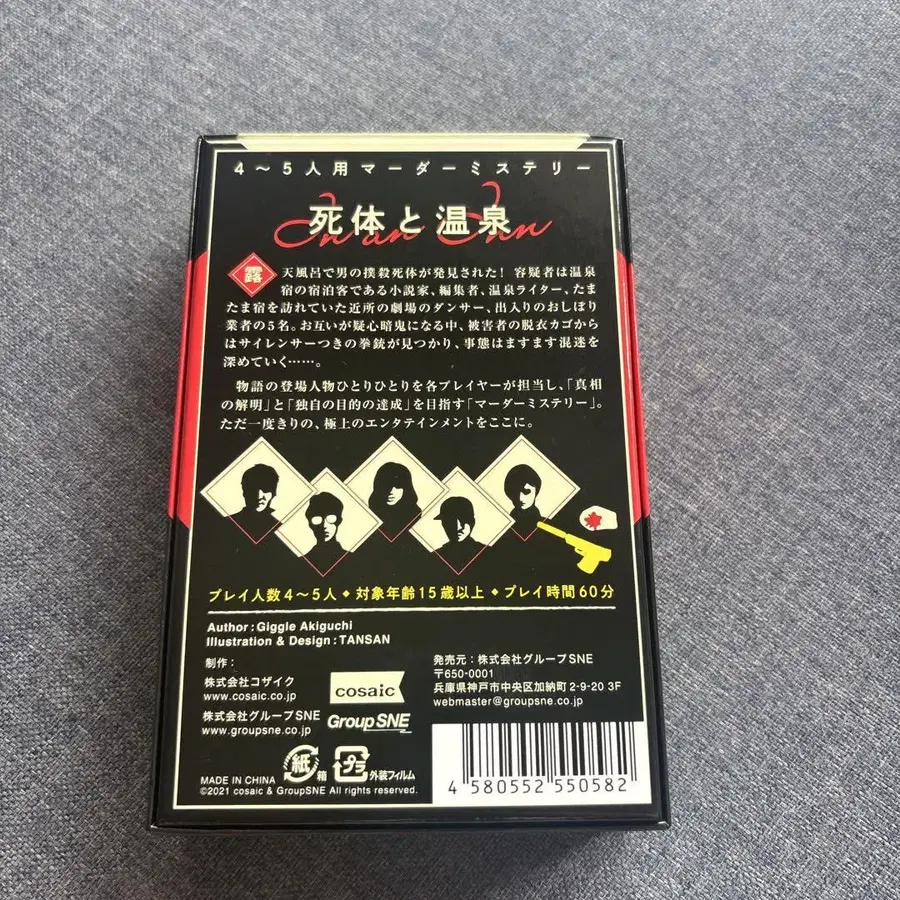 4～5人用マーダーミステリー
死体と温泉
In an Inn
露天風呂で男の撲殺死体が発見された！ 容疑者は温泉
宿の宿泊客である小説家、編集者、温泉ライター、たま
たま宿を訪れていた近所の劇場のダンサー、出入りのおしぼり
業者の5名。お互いが疑心暗鬼になる中、被害者の脱衣カゴから
はサイレンサーつきの拳銃が見つかり、事態はますます混迷を
深めていく……。
物語の登場人物ひとりひとりを各プレイヤーが担当し、「真相
の解明」と「独自の目的の達成」を目指す「マーダーミステリー」。
ただ一度きりの、極上のエンタテインメントをここに。
プレイ人数4～5人◆対象年齢15歳以上◆プレイ時間60分
Author : Giggle Akiguchi
Illustration & Design : TANSAN
制作：
株式会社コザイク
www.cosaic.co.jp
cosaic
株式会社グループSNE
www.groupsne.co.jp
Group SNE
発売元：株式会社グループSNE
〒650-0001
兵庫県神戸市中央区加納町2-9-20 3F
webmaster@groupsne.co.jp
紙 箱
プラ 外装フィルム
MADE IN CHINA
©2021 cosaic & GroupSNE All rights reserved.
4 580552 550582